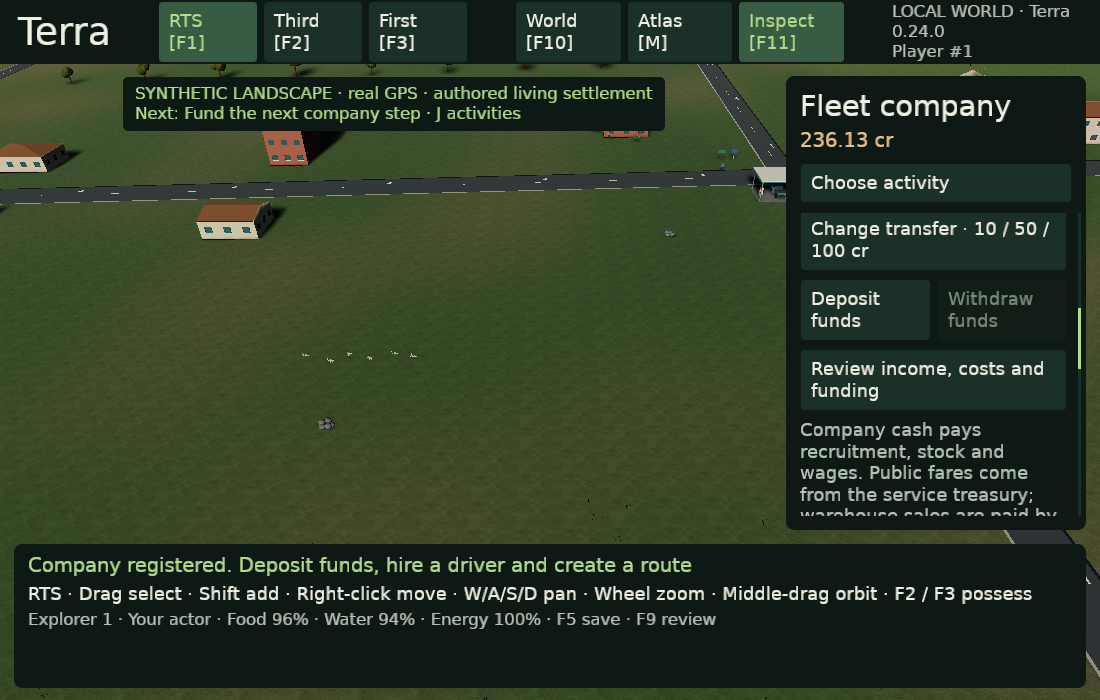 Terra
RTS
[F1]
Third
[F2]
First
[F3]
World
[F10]
Atlas
[M]
Inspect
[F11]
LOCAL WORLD · Terra
0.24.0
Player #1
SYNTHETIC LANDSCAPE · real GPS · authored living settlement
Next: Fund the next company step · J activities
Fleet company
236.13 cr
Choose activity
Change transfer · 10 / 50 /
100 cr
Deposit
funds
Withdraw
funds
Review income, costs and
funding
Company cash pays
recruitment, stock and
wages. Public fares come
from the service treasury;
warehouse sales are paid by
Company registered. Deposit funds, hire a driver and create a route
RTS · Drag select · Shift add · Right-click move · W/A/S/D pan · Wheel zoom · Middle-drag orbit · F2 / F3 possess
Explorer 1 · Your actor · Food 96% · Water 94% · Energy 100% · F5 save · F9 review